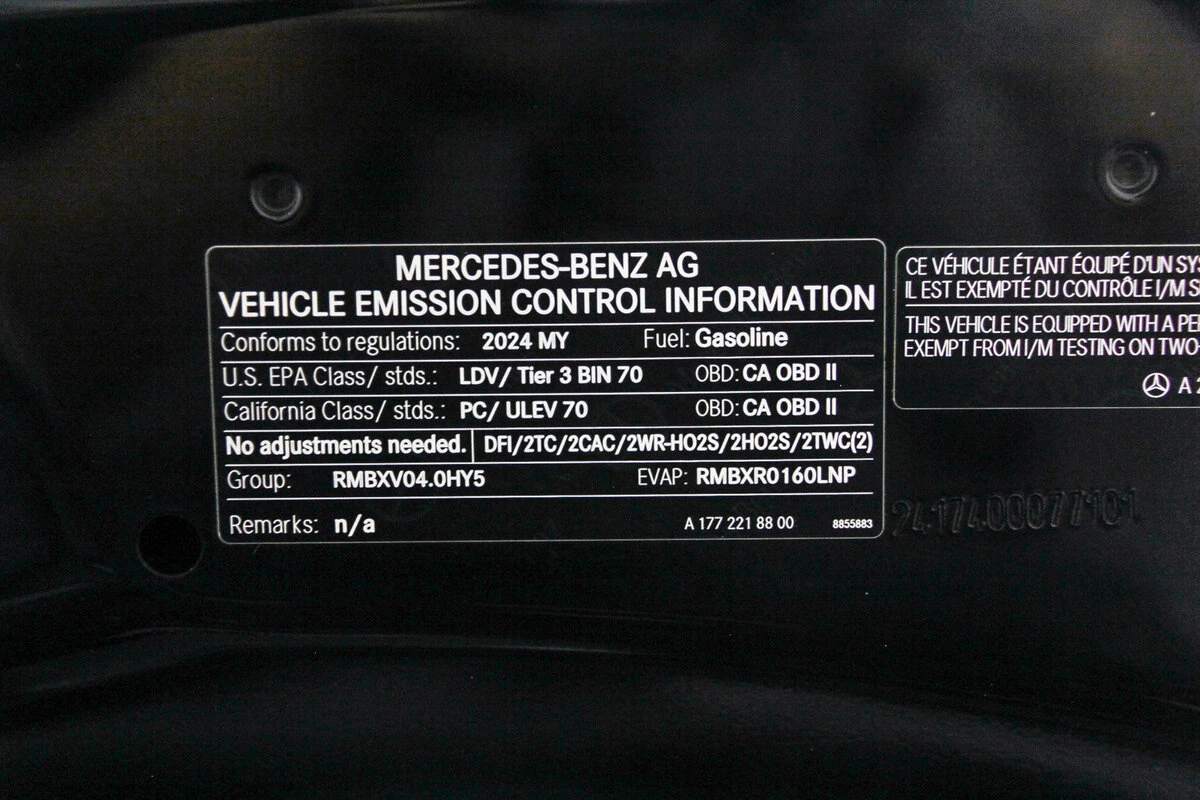 MERCEDES-BENZ AG
VEHICLE EMISSION CONTROL INFORMATION
Conforms to regulations: 2024 MY Fuel: Gasoline
U.S. EPA Class/ stds.: LDV/ Tier 3 BIN 70 OBD: CA OBD II
California Class/ stds.: PC/ ULEV 70 OBD: CA OBD II
No adjustments needed. DFI/2TC/2CAC/2WR-HO2S/2HO2S/2TWC(2)
Group: RMBXV04.0HY5 EVAP: RMBXR0160LNP
Remarks: n/a A 177 221 88 00 8855883
CE VÉHICULE ÉTANT ÉQUIPÉ D'UN
IL EST EXEMPTÉ DU CONTRÔLE I/M
THIS VEHICLE IS EQUIPPED WITH A
EXEMPT FROM I/M TESTING ON TWO-
A
24.174.00077101